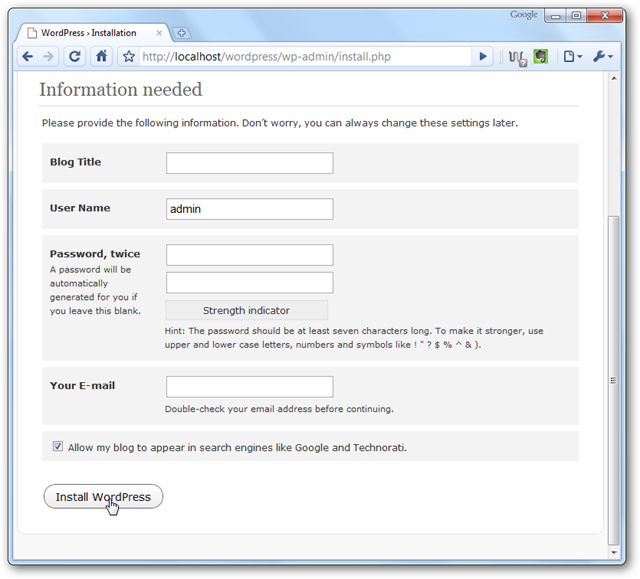 Google
WordPress › Installation
http://localhost/wordpress/wp-admin/install.php
Information needed
Please provide the following information. Don’t worry, you can always change these settings later.
Blog Title
User Name
admin
Password, twice
A password will be
automatically
generated for you if
you leave this blank.
Strength indicator
Hint: The password should be at least seven characters long. To make it stronger, use
upper and lower case letters, numbers and symbols like ! " ? $ % ^ & ).
Your E-mail
Double-check your email address before continuing.
Allow my blog to appear in search engines like Google and Technorati.
Install WordPress